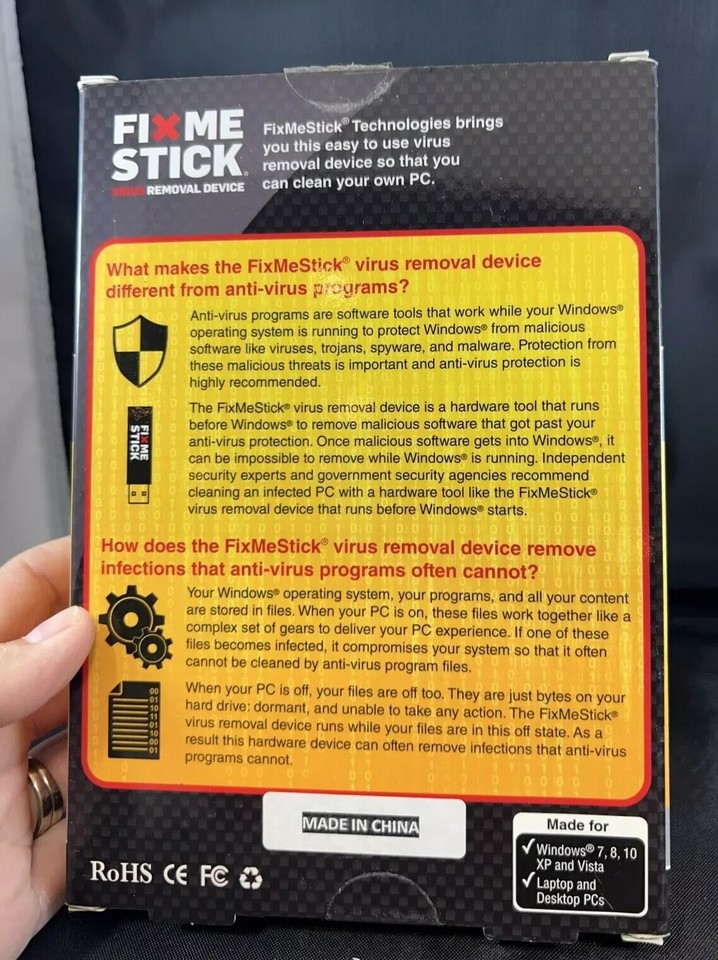 FIXME
STICK®
VIRUS REMOVAL DEVICE
FixMeStick® Technologies brings
you this easy to use virus
removal device so that you
can clean your own PC.
What makes the FixMeStick® virus removal device
different from anti-virus programs?
Anti-virus programs are software tools that work while your Windows®
operating system is running to protect Windows® from malicious
software like viruses, trojans, spyware, and malware. Protection from
these malicious threats is important and anti-virus protection is
highly recommended.
FIXME
STICK
The FixMeStick® virus removal device is a hardware tool that runs
before Windows® to remove malicious software that got past your
anti-virus protection. Once malicious software gets into Windows®, it
can be impossible to remove while Windows® is running. Independent
security experts and government security agencies recommend
cleaning an infected PC with a hardware tool like the FixMeStick®
virus removal device that runs before Windows® starts.
How does the FixMeStick® virus removal device remove
infections that anti-virus programs often cannot?
Your Windows® operating system, your programs, and all your content
are stored in files. When your PC is on, these files work together like a
complex set of gears to deliver your PC experience. If one of these
files becomes infected, it compromises your system so that it often
cannot be cleaned by anti-virus program files.
00
01
10
11
01
10
00
01
When your PC is off, your files are off too. They are just bytes on your
hard drive: dormant, and unable to take any action. The FixMeStick®
virus removal device runs while your files are in this off state. As a
result this hardware device can often remove infections that anti-virus
programs cannot.
MADE IN CHINA
RoHS CE FC
Made for
Windows® 7, 8, 10
XP and Vista
Laptop and
Desktop PCs